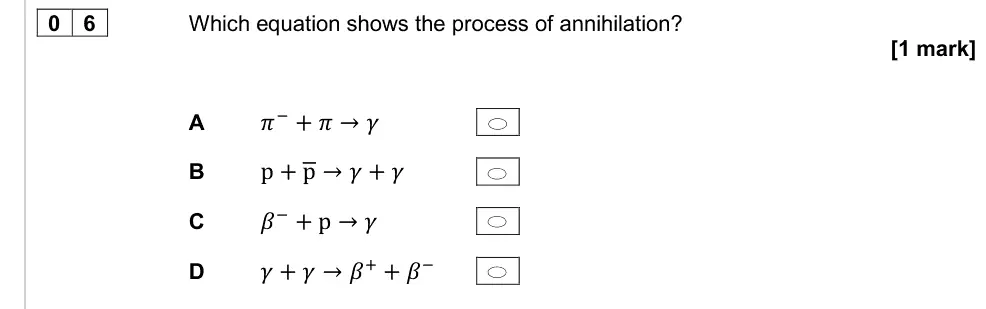 0 6 Which equation shows the process of annihilation?
[1 mark]
A π⁻ + π → γ
B p + p̅ → γ + γ
C β⁻ + p → γ
D γ + γ → β⁺ + β⁻